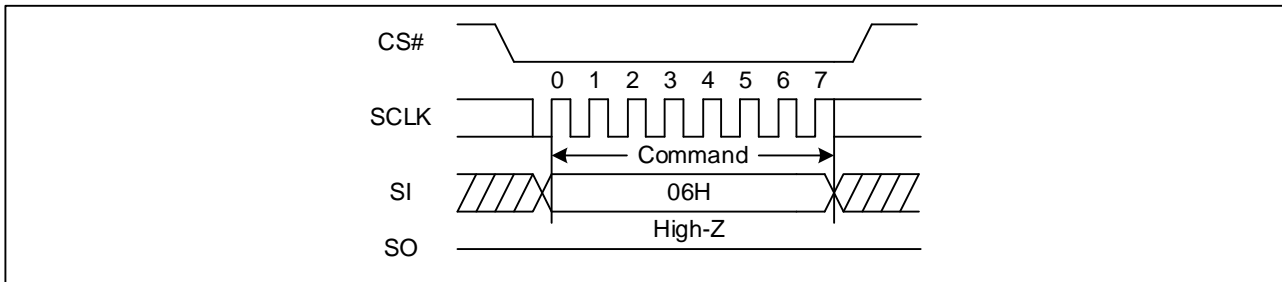 CS#
0 1 2 3 4 5 6 7
SCLK
Command
SI
06H
High-Z
SO